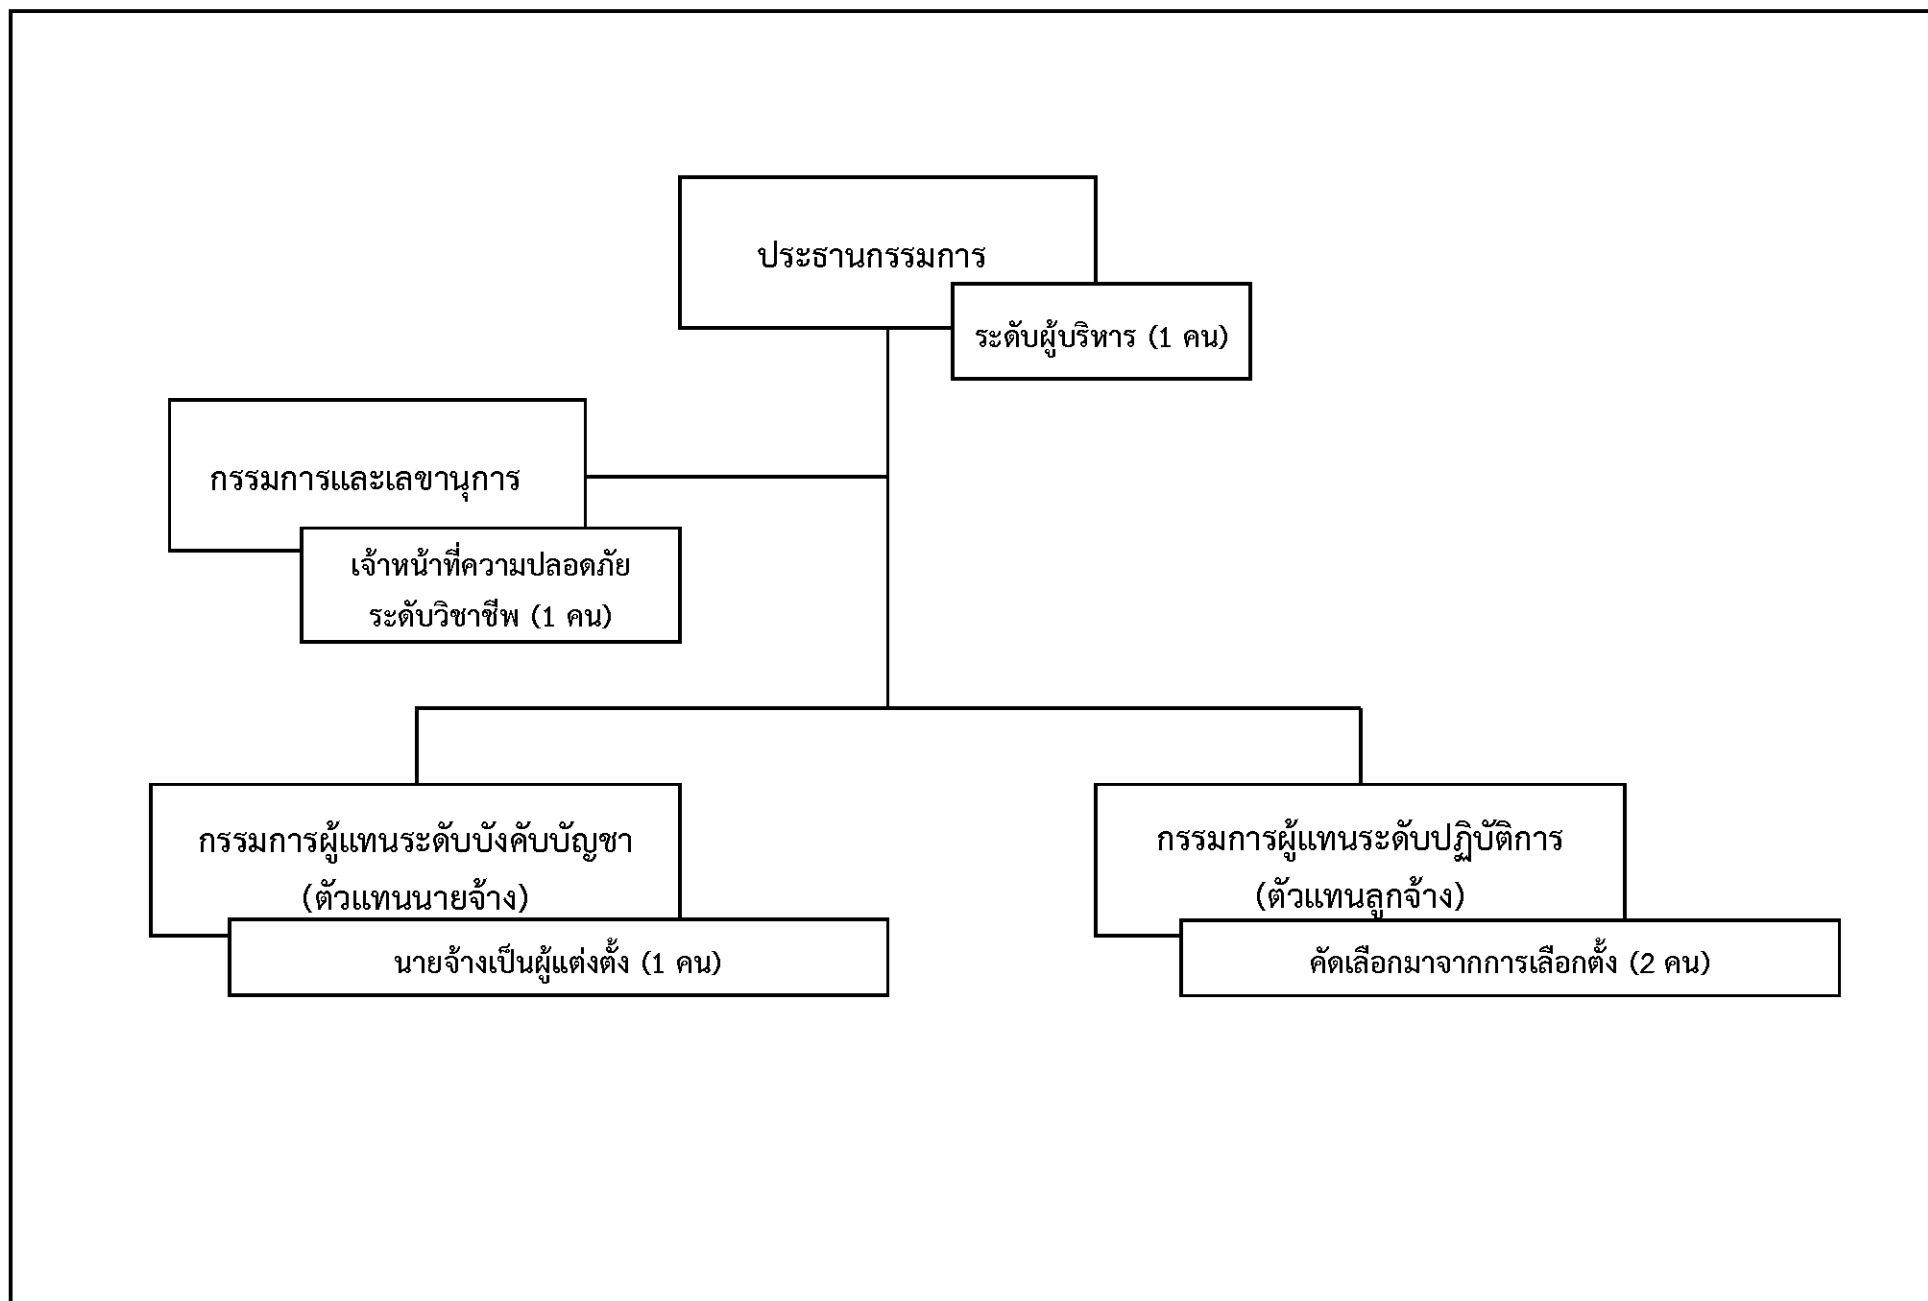 ประธานกรรมการ
ระดับผู้บริหาร (1 คน)
กรรมการและเลขานุการ
เจ้าหน้าที่ความปลอดภัย
ระดับวิชาชีพ (1 คน)
กรรมการผู้แทนระดับบังคับบัญชา
(ตัวแทนนายจ้าง)
นายจ้างเป็นผู้แต่งตั้ง (1 คน)
กรรมการผู้แทนระดับปฏิบัติการ
(ตัวแทนลูกจ้าง)
คัดเลือกมาจากการเลือกตั้ง (2 คน)